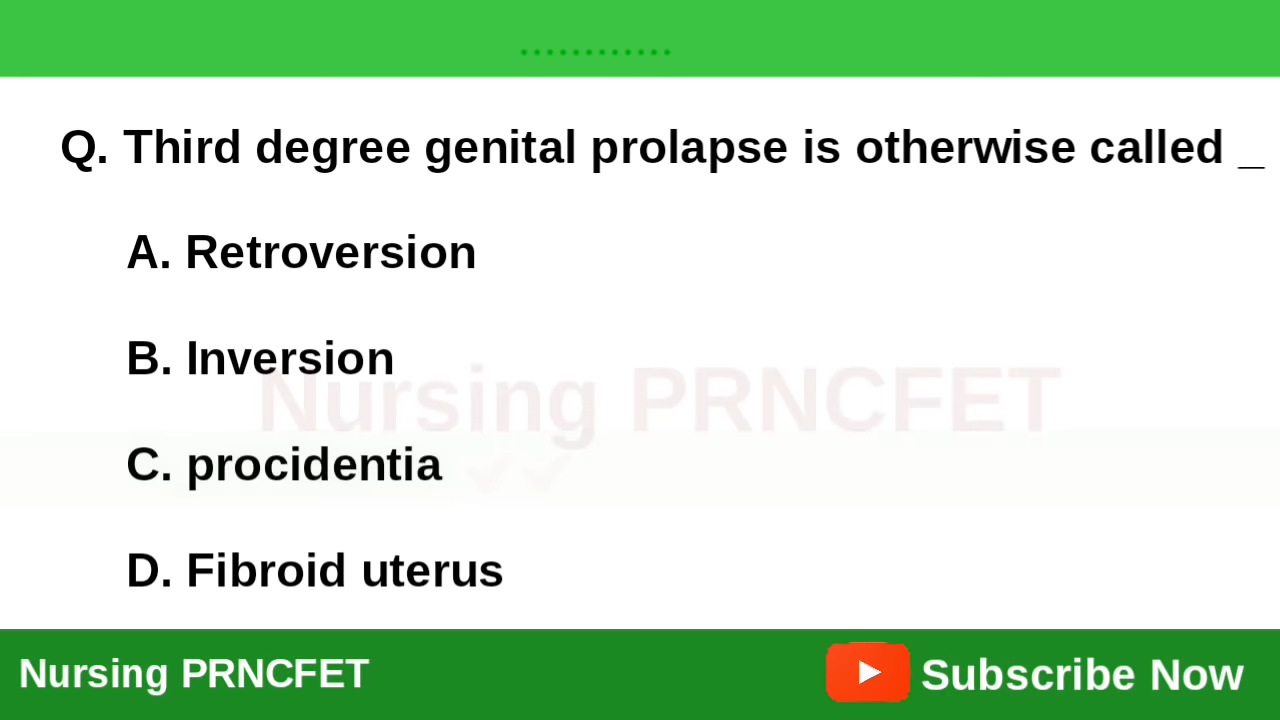 Q. Third degree genital prolapse is otherwise called _
A. Retroversion
B. Inversion
Nursing PRNCFET
C. procidentia
D. Fibroid uterus
Nursing PRNCFET
Subscribe Now